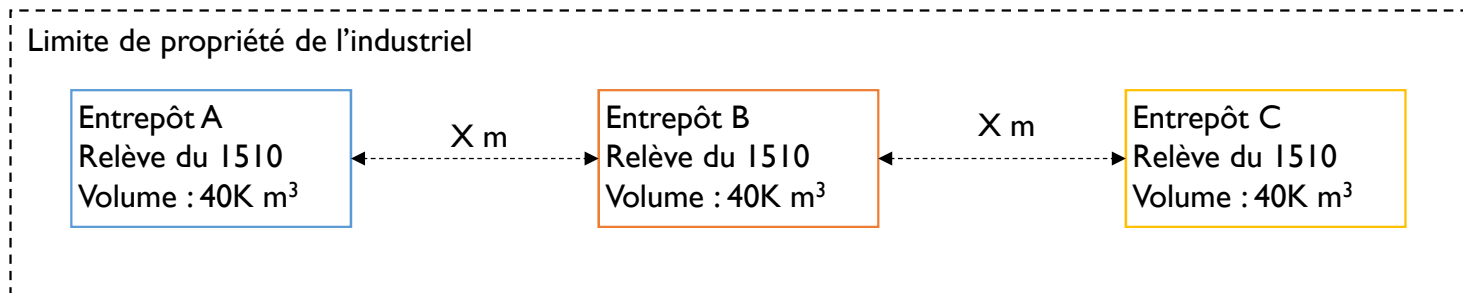 Limite de propriété de l'industriel
Entrepôt A
Relève du 1510
Volume : 40K m³
X m
Entrepôt B
Relève du 1510
Volume : 40K m³
X m
Entrepôt C
Relève du 1510
Volume : 40K m³